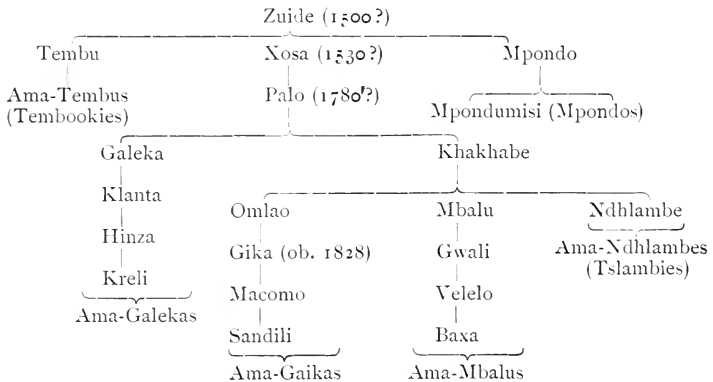 Zuide (1500?)
Tembu Xosa (1530?) Mpondo
Ama-Tembus Palo (1780?)
(Tembookies) Mpondumisi (Mpondos)
Galeka Khakhabe
Klanta
Omlao Mbalu Ndhlambe
Hinza Gika (ob. 1828) Gwali Ama-Ndhlambes
Kreli (Tslambies)
Macomo Velelo
Ama-Galekas
Sandili Baxa
Ama-Gaikas Ama-Mbalus